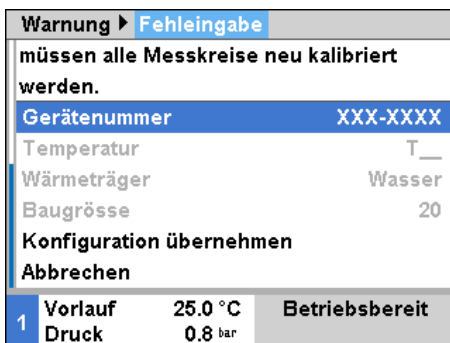 Warnung ▶ Fehleingabe
müssen alle Messkreise neu kalibriert
werden.
Gerätenummer XXX-XXXX
Temperatur T__
Wärmeträger Wasser
Baugrösse 20
Konfiguration übernehmen
Abbrechen
1 Vorlauf 25.0 °C Betriebsbereit
Druck 0.8 bar